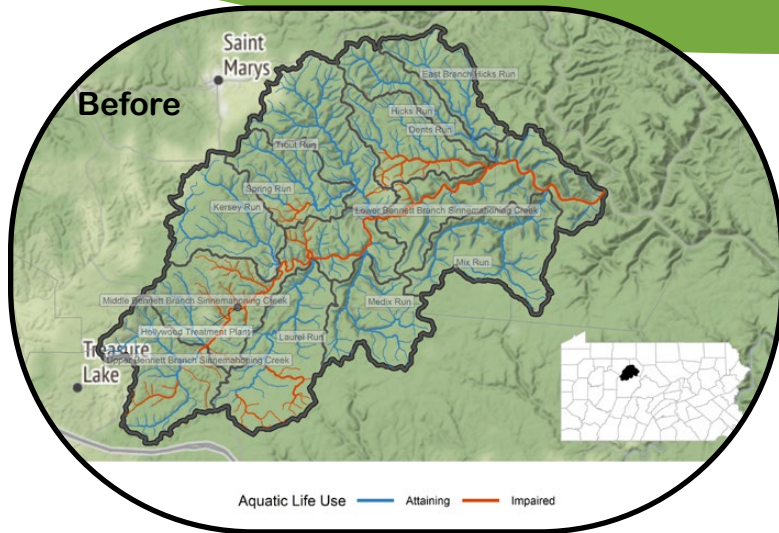 Saint
Marys
Before
East Branch Hicks Run
Hicks Run
Dents Run
Trout Run
Spring Run
Kersey Run
Lower Bennett Branch Sinnemahoning Creek
Mix Run
Medix Run
Middle Bennett Branch Sinnemahoning Creek
Hollywood Treatment Plant
Laurel Run
Treasure
Lake
Upper Bennett Branch Sinnemahoning Creek
Aquatic Life Use
Attaining
Impaired